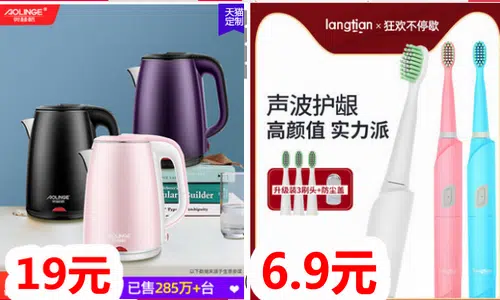 AOLINGE®
天猫
定制
AOLINGE
Builder
19元
已售285万+台
langtian × 狂欢不停歇
声波护龈
高颜值 实力派
升级装3刷头+防尘盖
6.9元